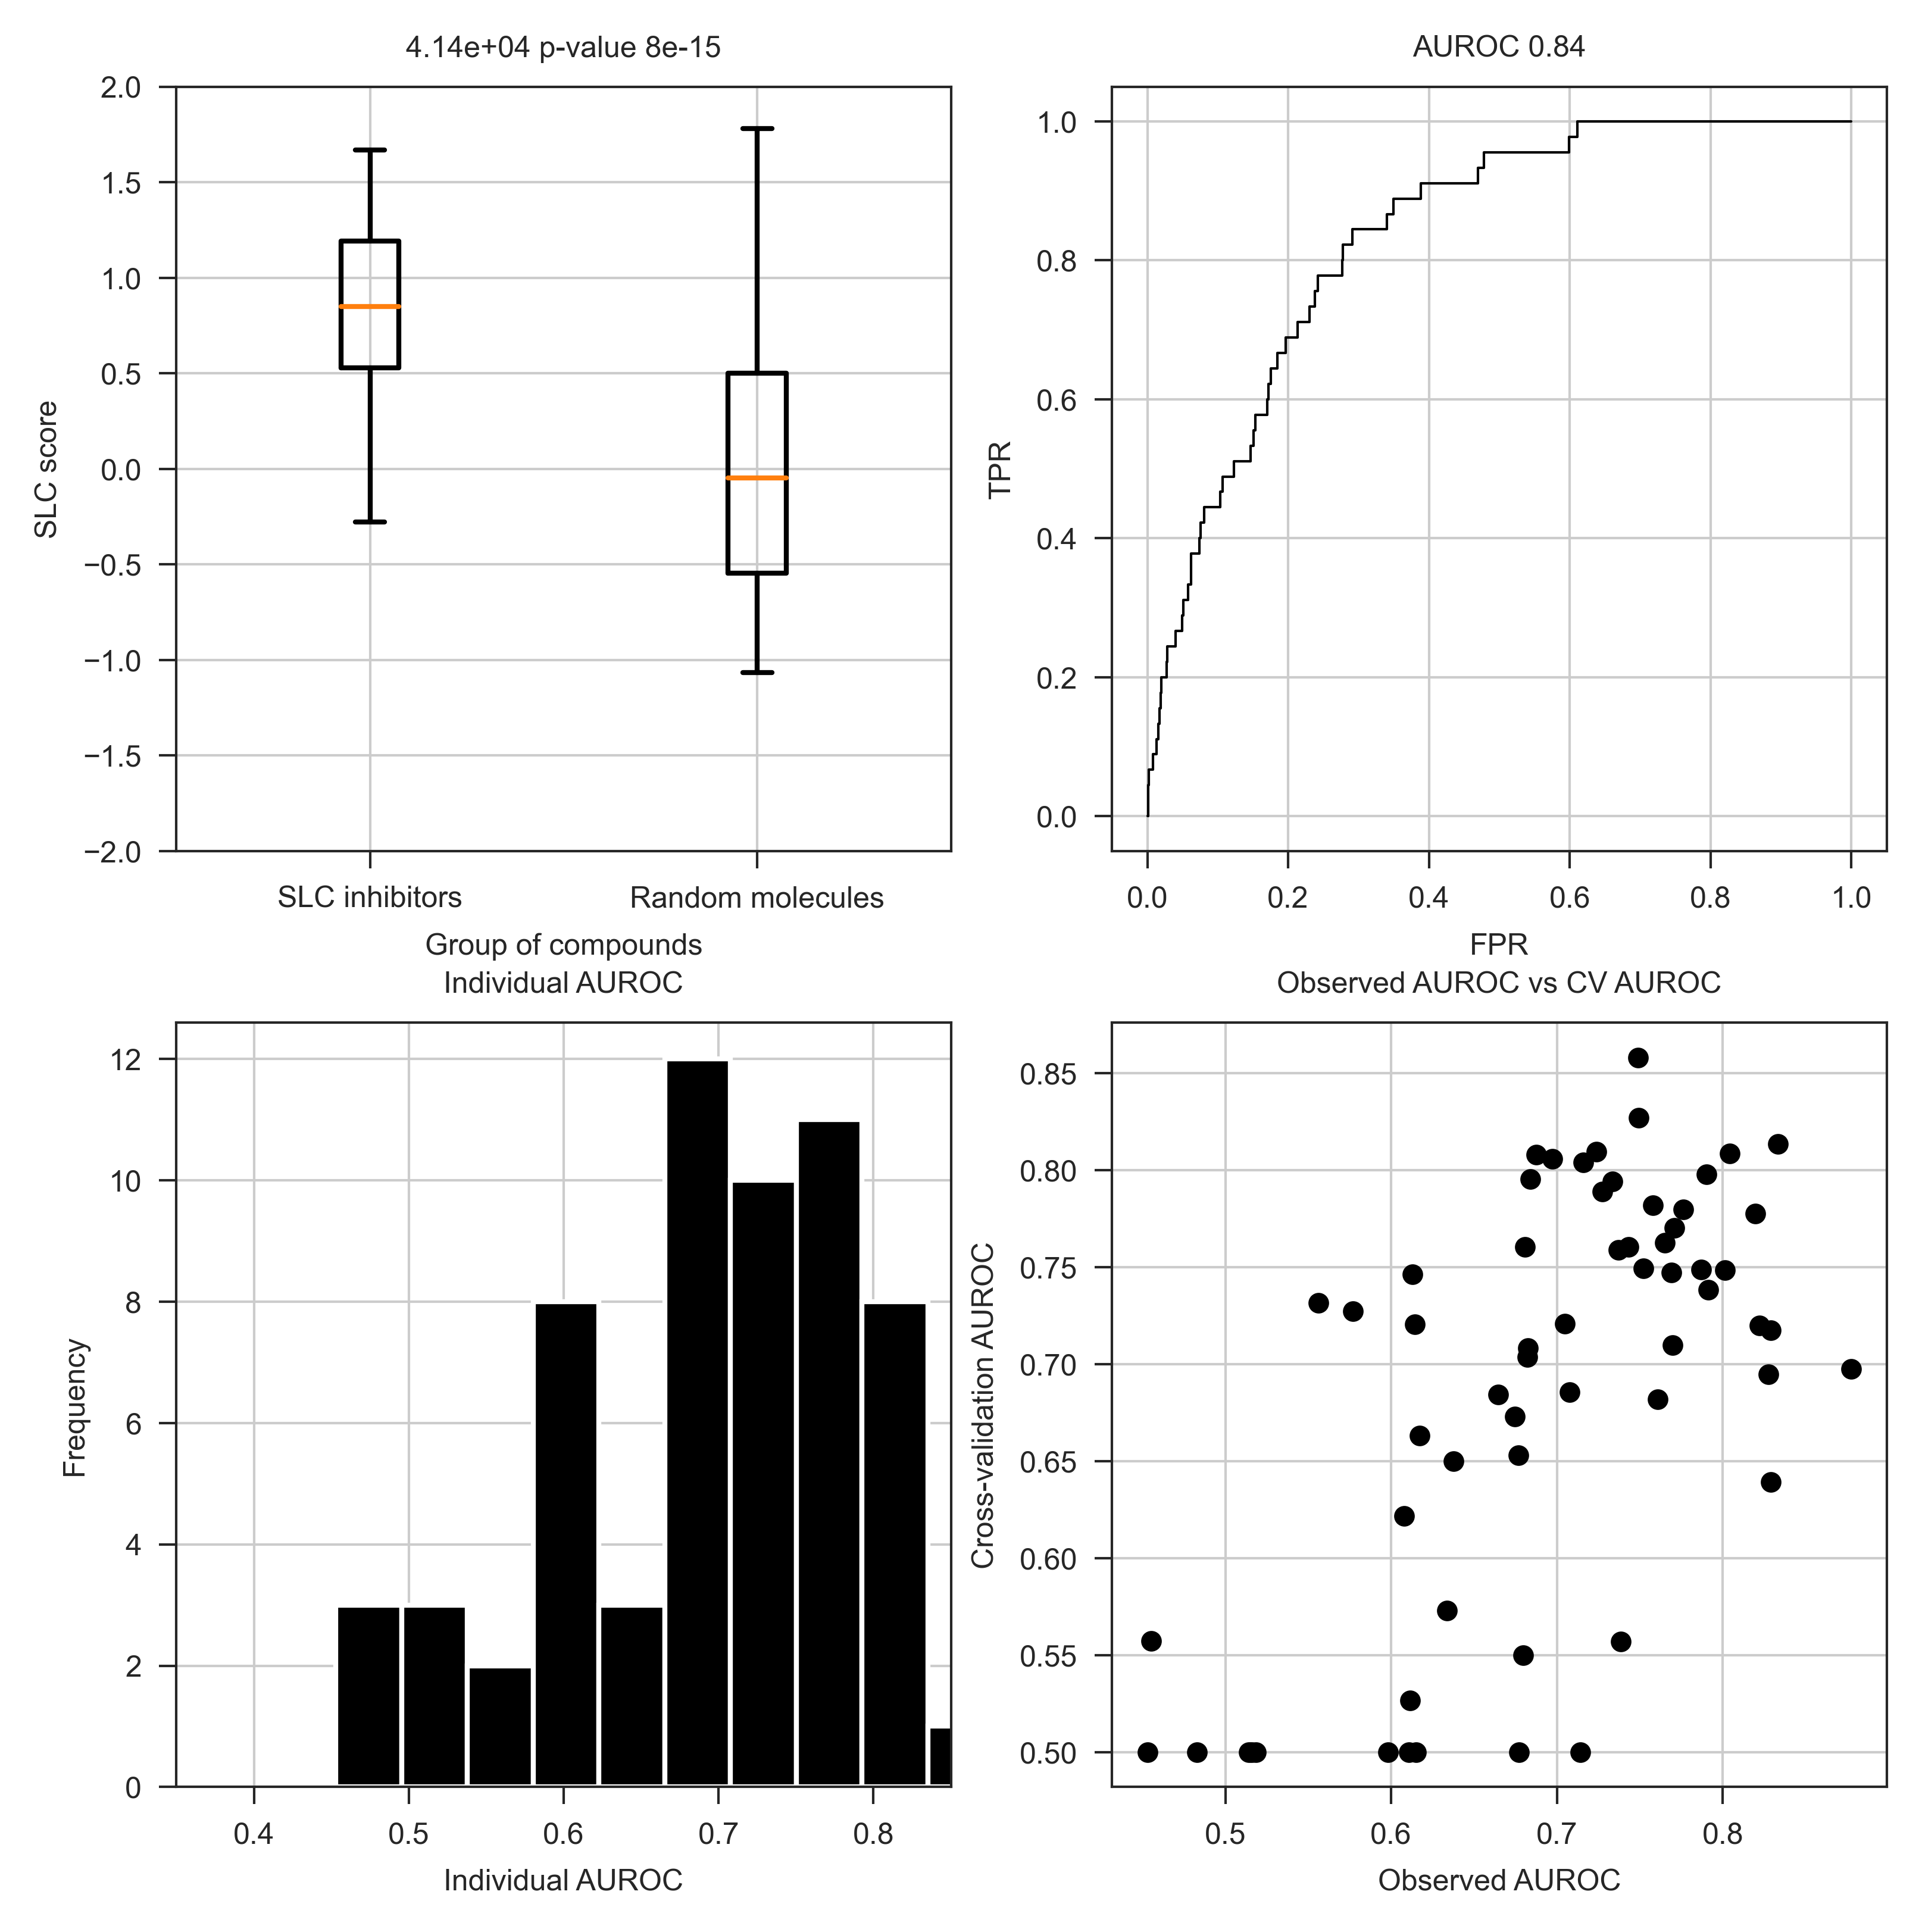 4.14e+04 p-value 8e-15
2.0
1.5
1.0
0.5
0.0
−0.5
−1.0
−1.5
−2.0
SLC score
SLC inhibitors Random molecules
Group of compounds
AUROC 0.84
1.0
0.8
0.6
0.4
0.2
0.0
TPR
0.0 0.2 0.4 0.6 0.8 1.0
FPR
Individual AUROC
12
10
8
6
4
2
0
Frequency
0.4 0.5 0.6 0.7 0.8
Individual AUROC
Observed AUROC vs CV AUROC
0.85
0.80
0.75
0.70
0.65
0.60
0.55
0.50
Cross-validation AUROC
0.5 0.6 0.7 0.8
Observed AUROC